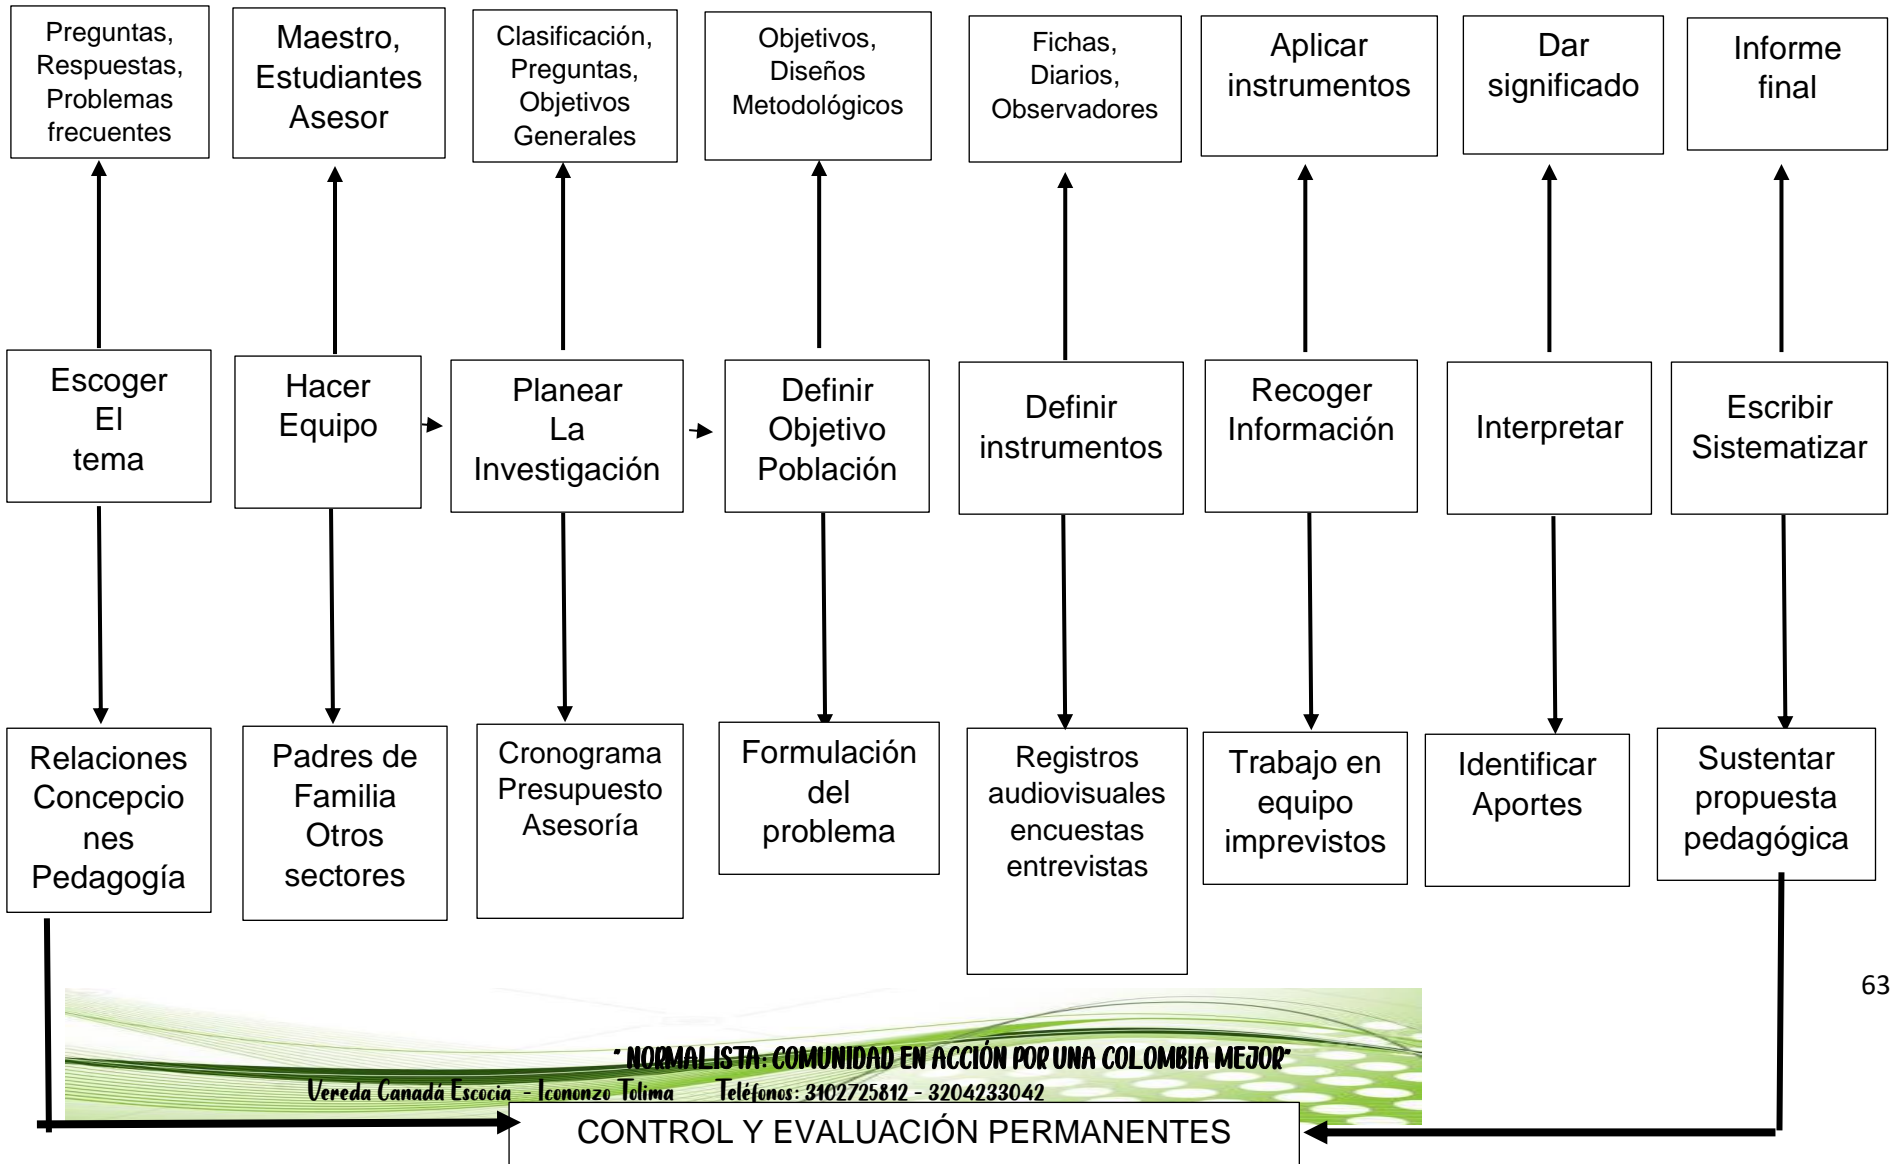 Preguntas,
Respuestas,
Problemas
frecuentes
Maestro,
Estudiantes
Asesor
Clasificación,
Preguntas,
Objetivos
Generales
Objetivos,
Diseños
Metodológicos
Fichas,
Diarios,
Observadores
Aplicar
instrumentos
Dar
significado
Informe
final
Escoger
El
tema
Hacer
Equipo
Planear
La
Investigación
Definir
Objetivo
Población
Definir
instrumentos
Recoger
Información
Interpretar
Escribir
Sistematizar
Relaciones
Concepcio
nes
Pedagogía
Padres de
Familia
Otros
sectores
Cronograma
Presupuesto
Asesoría
Formulación
del
problema
Registros
audiovisuales
encuestas
entrevistas
Trabajo en
equipo
imprevistos
Identificar
Aportes
Sustentar
propuesta
pedagógica
63
" NORMALISTA: COMUNIDAD EN ACCIÓN POR UNA COLOMBIA MEJOR"
Vereda Canadá Escocia - Icononzo Tolima Teléfonos: 3102725812 - 3204233042
CONTROL Y EVALUACIÓN PERMANENTES